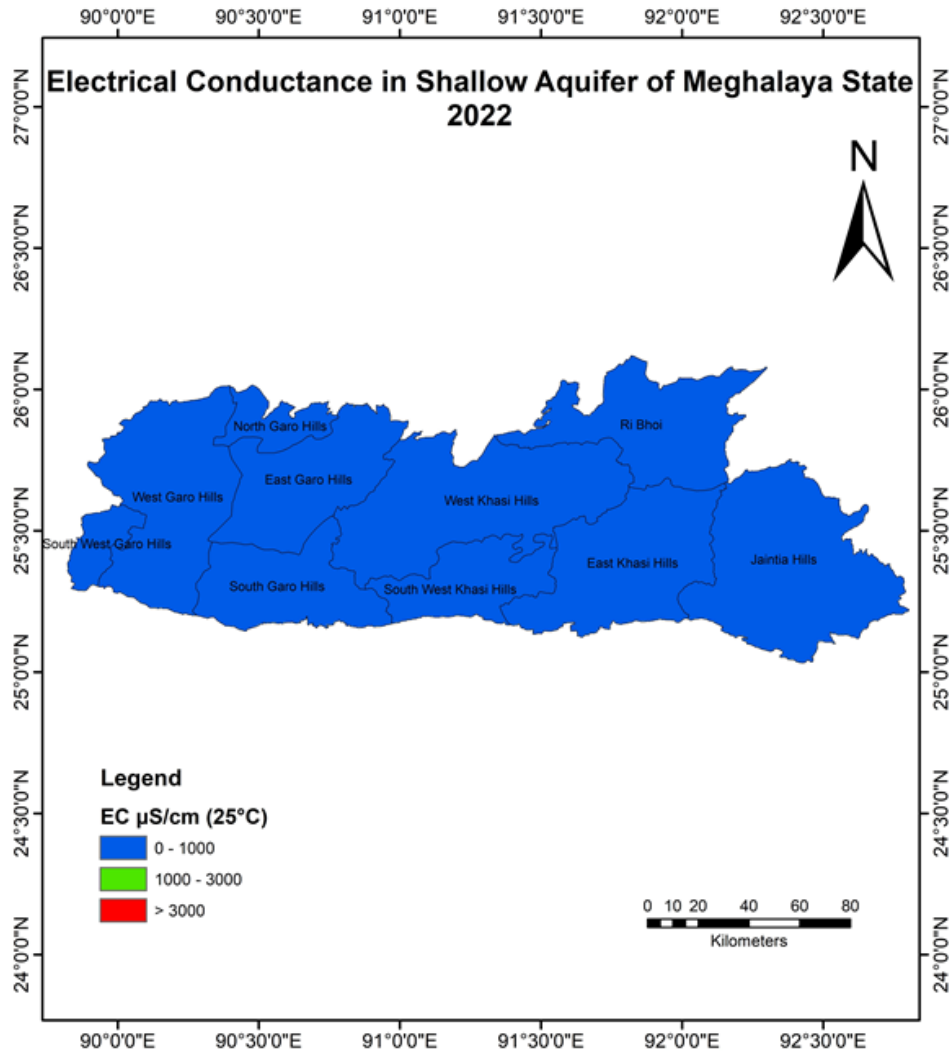 90°0'0"E 90°30'0"E 91°0'0"E 91°30'0"E 92°0'0"E 92°30'0"E
Electrical Conductance in Shallow Aquifer of Meghalaya State
2022
27°0'0"N 27°0'0"N
N
26°30'0"N 26°30'0"N
26°0'0"N 26°0'0"N
North Garo Hills
Ri Bhoi
East Garo Hills
West Garo Hills
West Khasi Hills
25°30'0"N 25°30'0"N
South West Garo Hills
East Khasi Hills
Jaintia Hills
South Garo Hills
South West Khasi Hills
25°0'0"N 25°0'0"N
Legend
EC µS/cm (25°C)
24°30'0"N 24°30'0"N
0 - 1000
1000 - 3000
> 3000
0 10 20 40 60 80
Kilometers
24°0'0"N 24°0'0"N
90°0'0"E 90°30'0"E 91°0'0"E 91°30'0"E 92°0'0"E 92°30'0"E